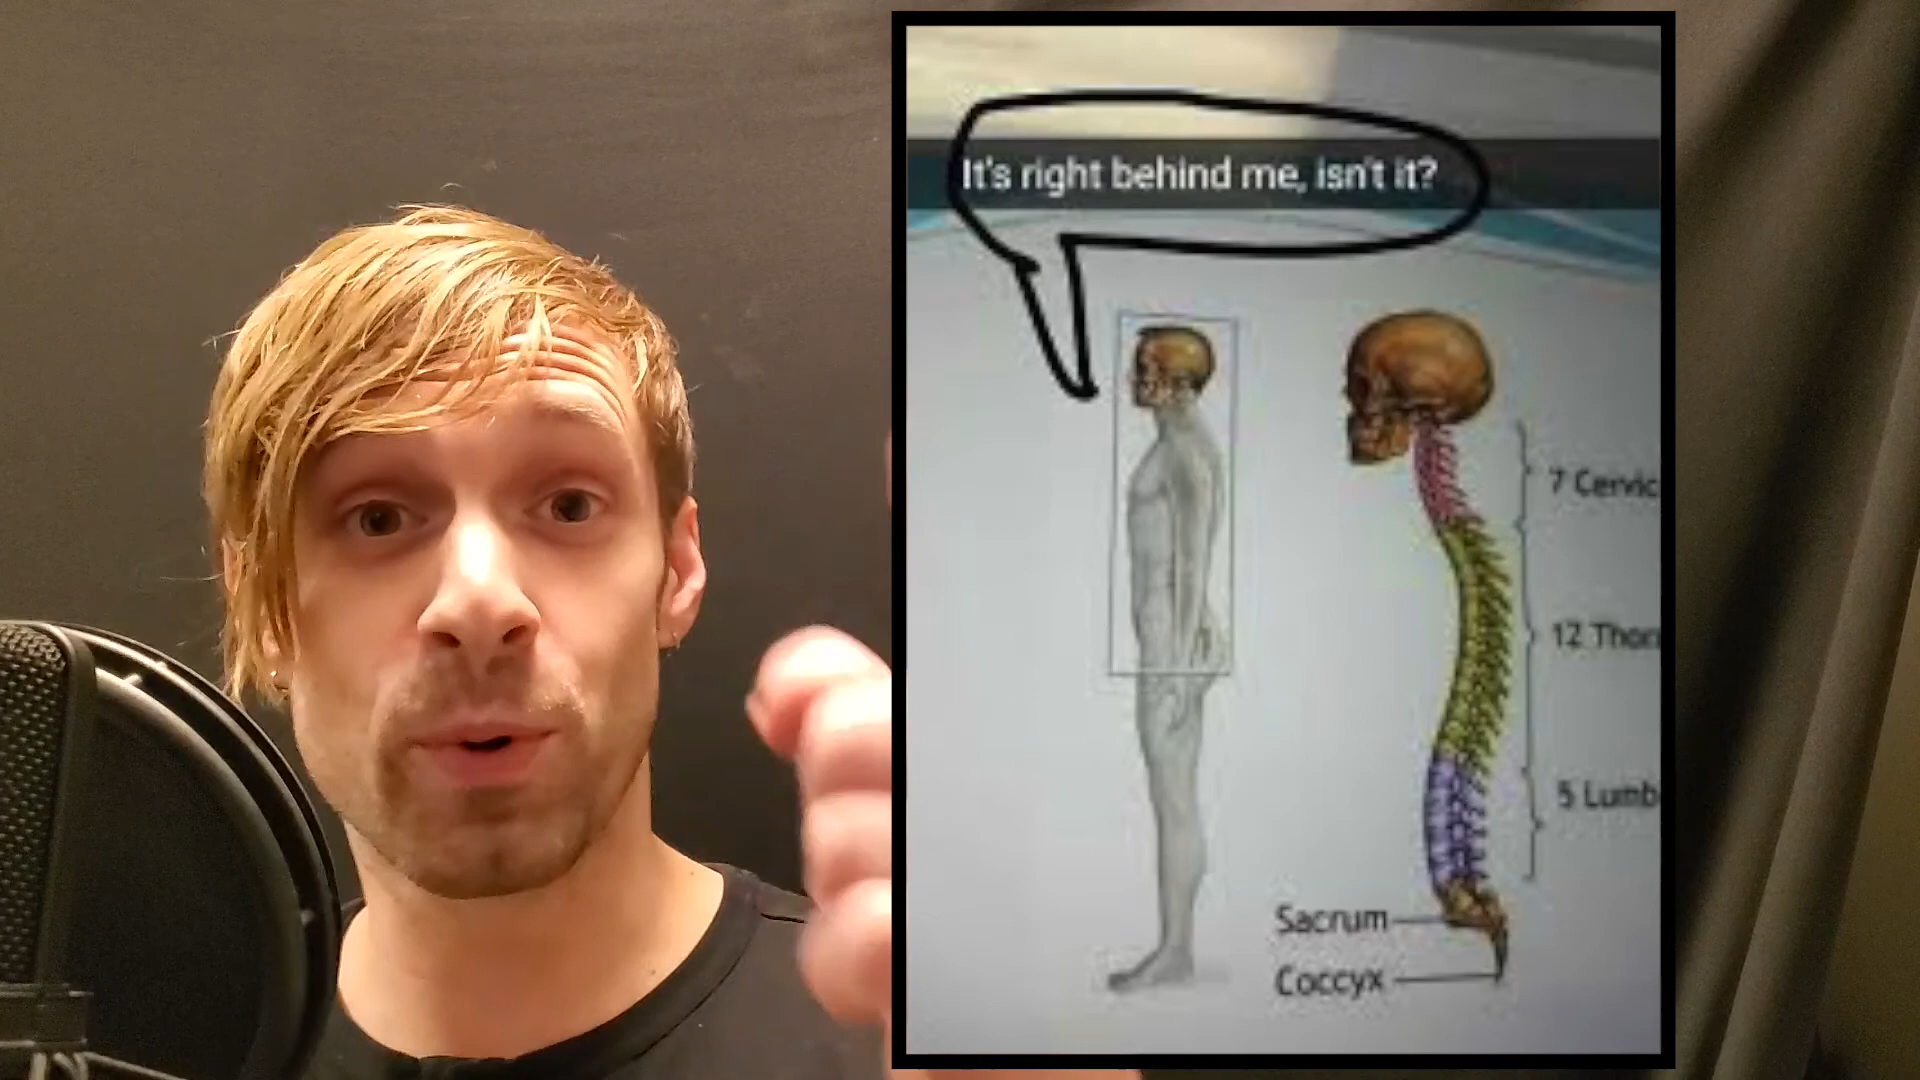 It's right behind me, isn't it?
7 Cervic
12 Thor
5 Lumb
Sacrum
Coccyx